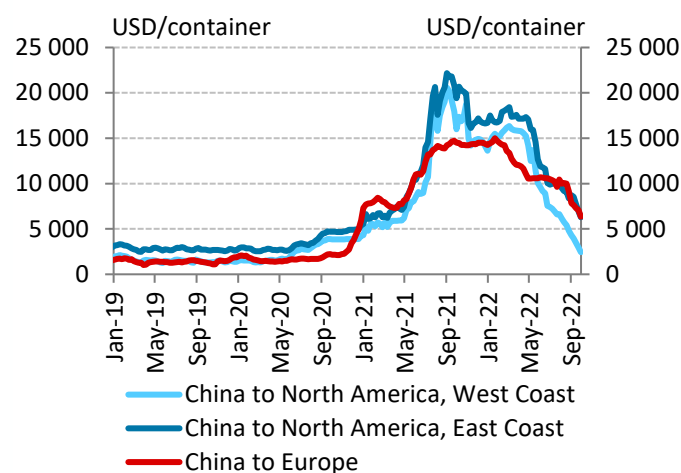 USD/container USD/container
25 000 25 000
20 000 20 000
15 000 15 000
10 000 10 000
5 000 5 000
0 0
Jan-19 May-19 Sep-19 Jan-20 May-20 Sep-20 Jan-21 May-21 Sep-21 Jan-22 May-22 Sep-22
China to North America, West Coast
China to North America, East Coast
China to Europe